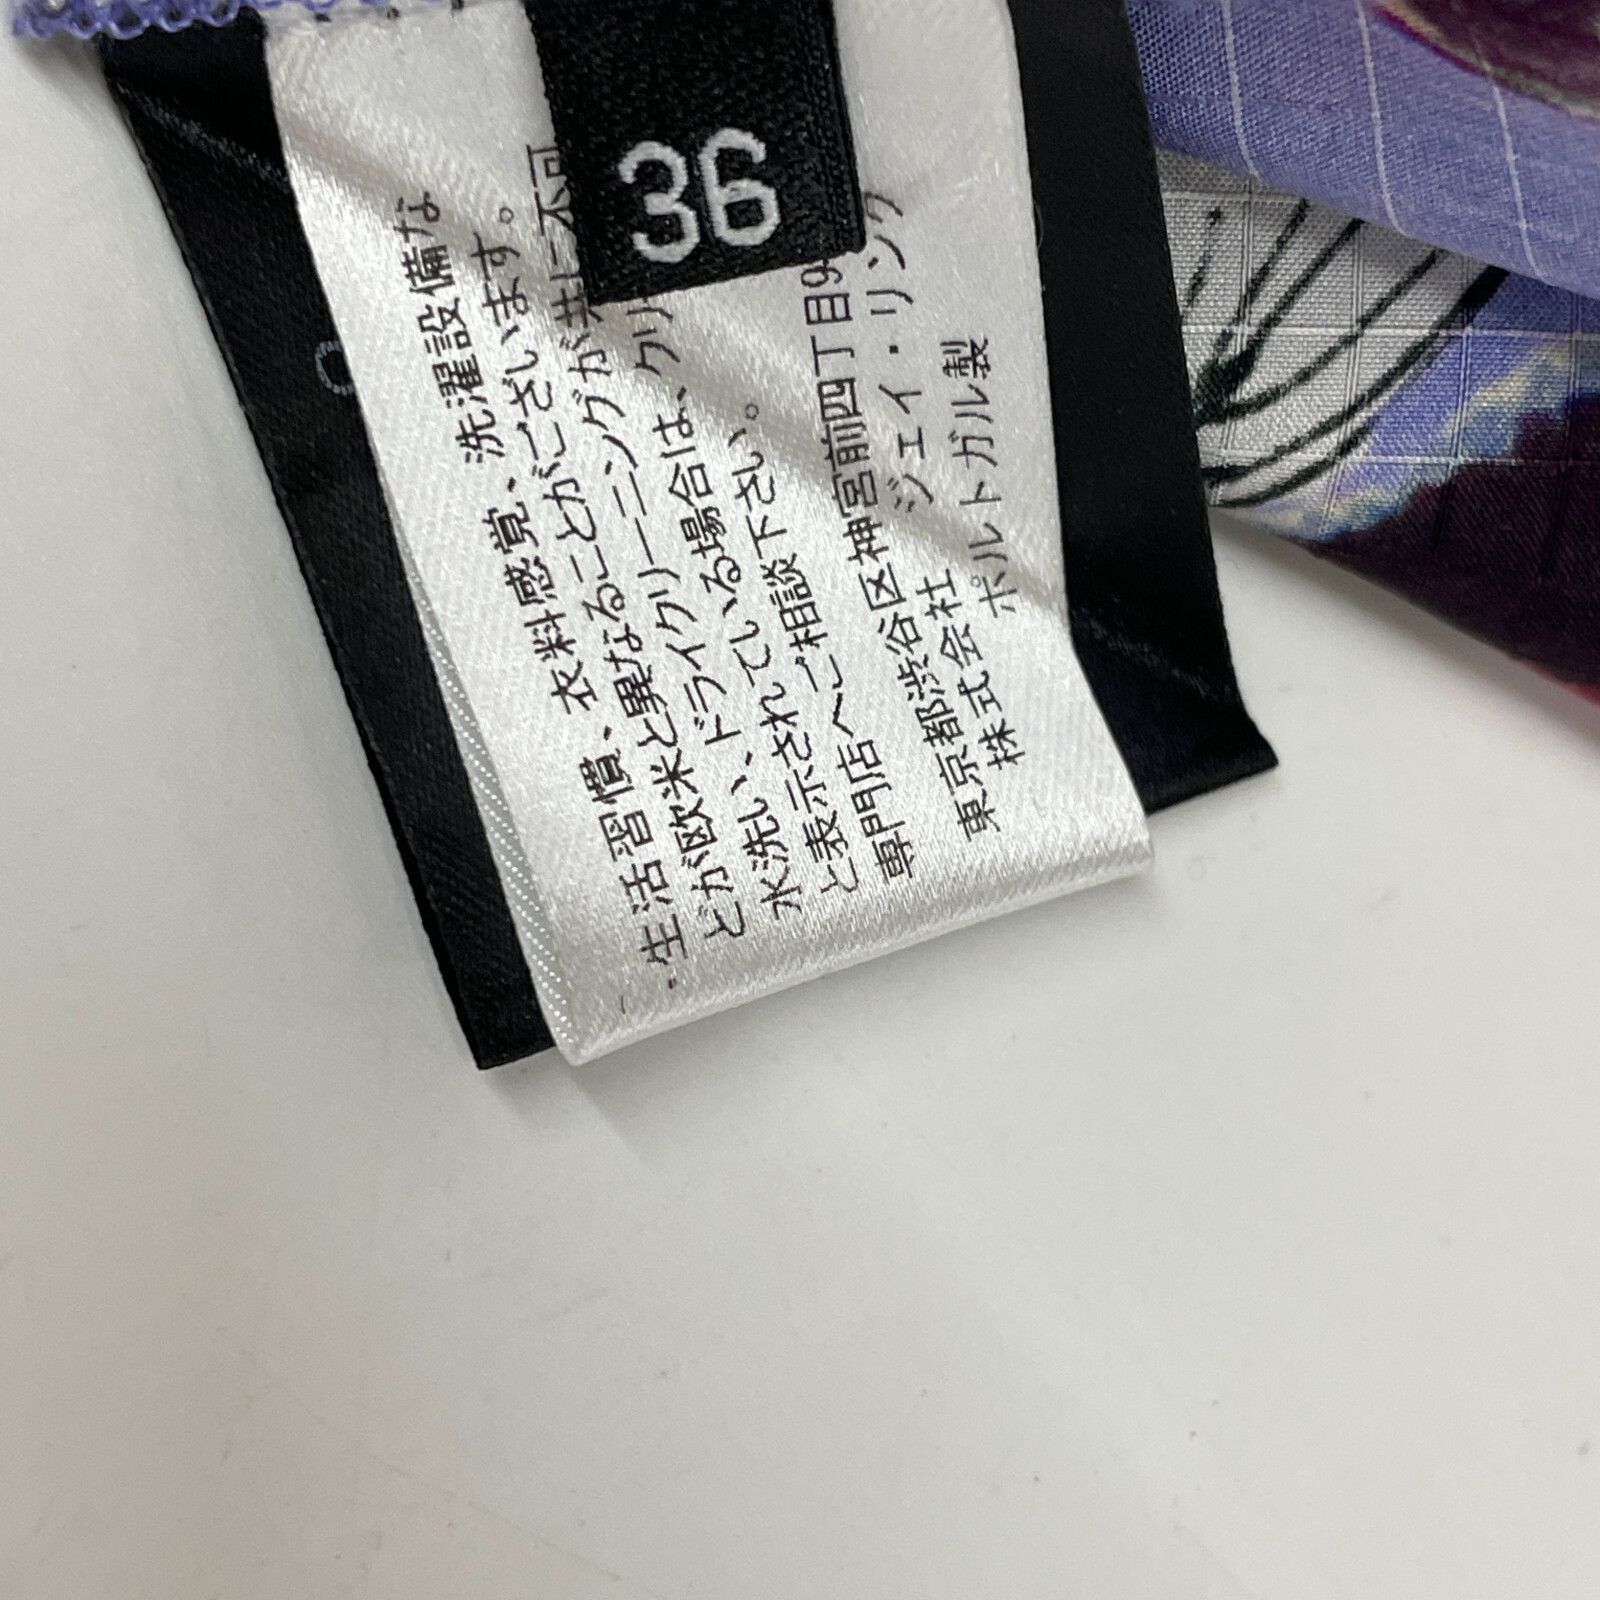 36
・生活習慣、衣料感覚、洗濯設備な
どが欧米と異なることがございます。
水洗い、ドライクリーニングが共に不可
と表示されている場合は、クリ
専門店へご相談下さい。
東京都渋谷区神宮前四丁目9
株式会社 ジェイ・リンク
ポルトガル製